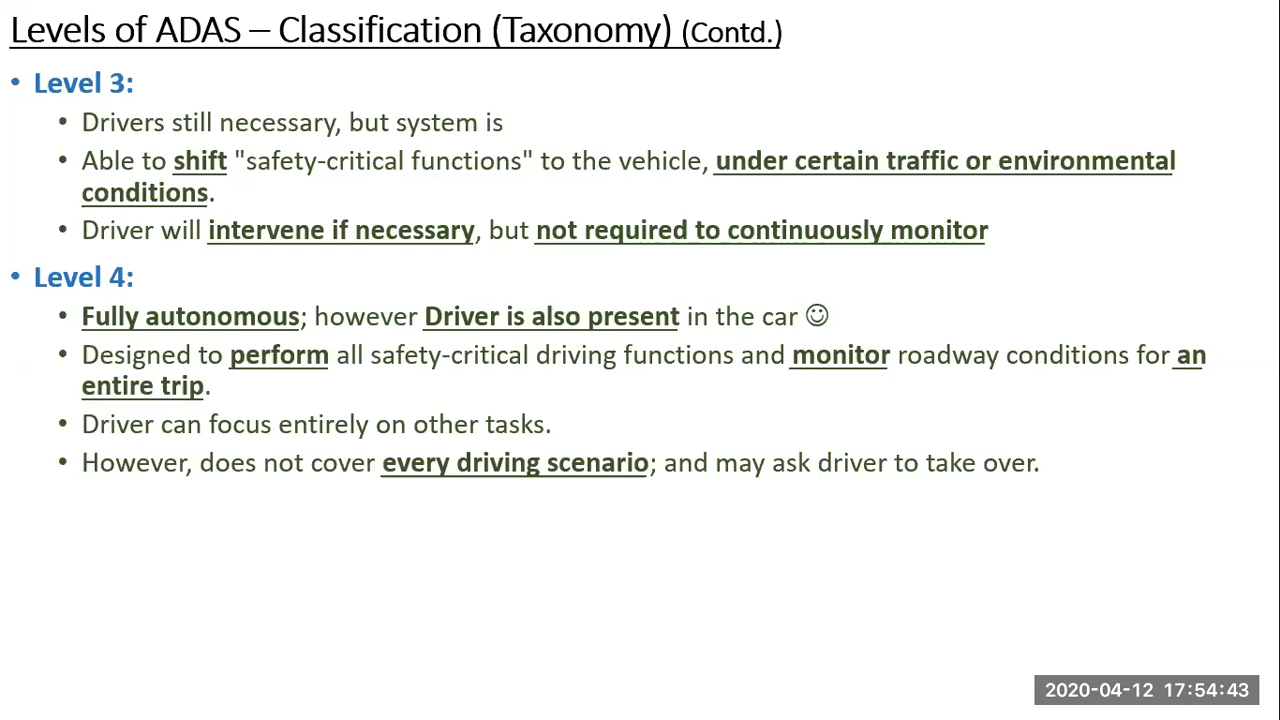 Levels of ADAS – Classification (Taxonomy) (Contd.)
• Level 3:
• Drivers still necessary, but system is
• Able to shift "safety-critical functions" to the vehicle, under certain traffic or environmental
conditions.
• Driver will intervene if necessary, but not required to continuously monitor
• Level 4:
• Fully autonomous; however Driver is also present in the car ☺
• Designed to perform all safety-critical driving functions and monitor roadway conditions for an
entire trip.
• Driver can focus entirely on other tasks.
• However, does not cover every driving scenario; and may ask driver to take over.
2020-04-12 17:54:43